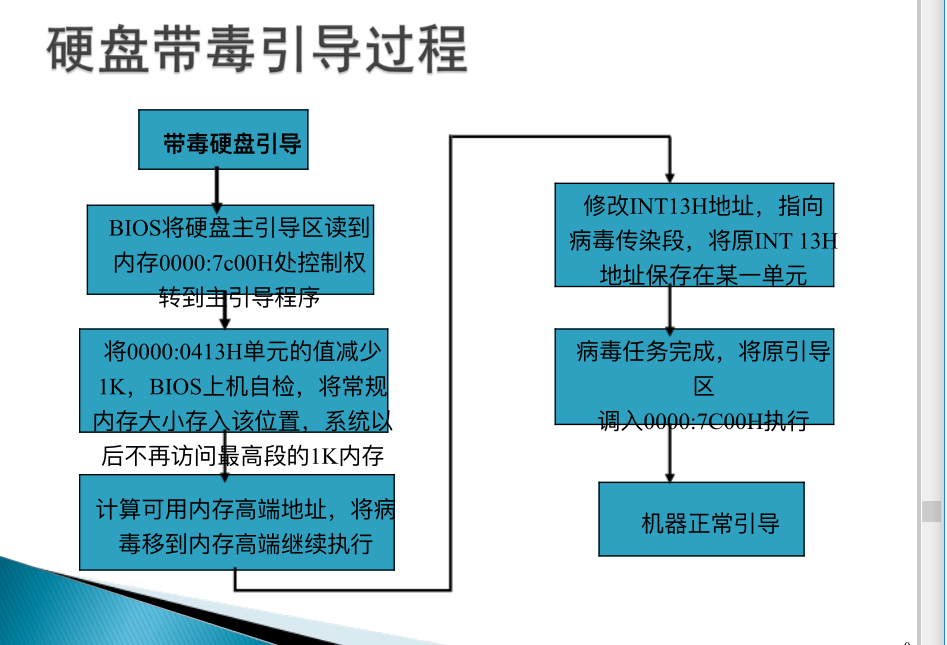 硬盘带毒引导过程
带毒硬盘引导
BIOS将硬盘主引导区读到
内存0000:7c00H处控制权
转到主引导程序
将0000:0413H单元的值减少
1K，BIOS上机自检，将常规
内存大小存入该位置，系统以
后不再访问最高段的1K内存
计算可用内存高端地址，将病
毒移到内存高端继续执行
修改INT13H地址，指向
病毒传染段，将原INT 13H
地址保存在某一单元
病毒任务完成，将原引导
区
调入0000:7C00H执行
机器正常引导